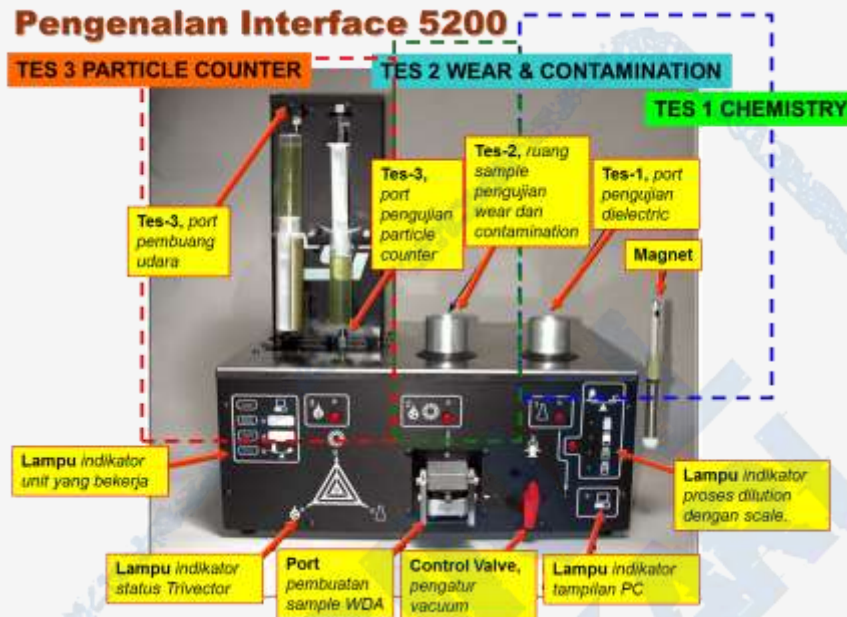 Pengenalan Interface 5200
TES 3 PARTICLE COUNTER
TES 2 WEAR & CONTAMINATION
TES 1 CHEMISTRY
Tes-3, port
pembuang
udara
Tes-3,
port
pengujian
particle
counter
Tes-2, ruang
sample
pengujian
wear dan
contamination
Tes-1, port
pengujian
dielectric
Magnet
Lampu indikator
unit yang bekerja
Lampu indikator
status Trivector
Port
pembuatan
sample WDA
Control Valve,
pengatur
vacuum
Lampu indikator
tampilan PC
Lampu indikator
proses dilution
dengan scale.